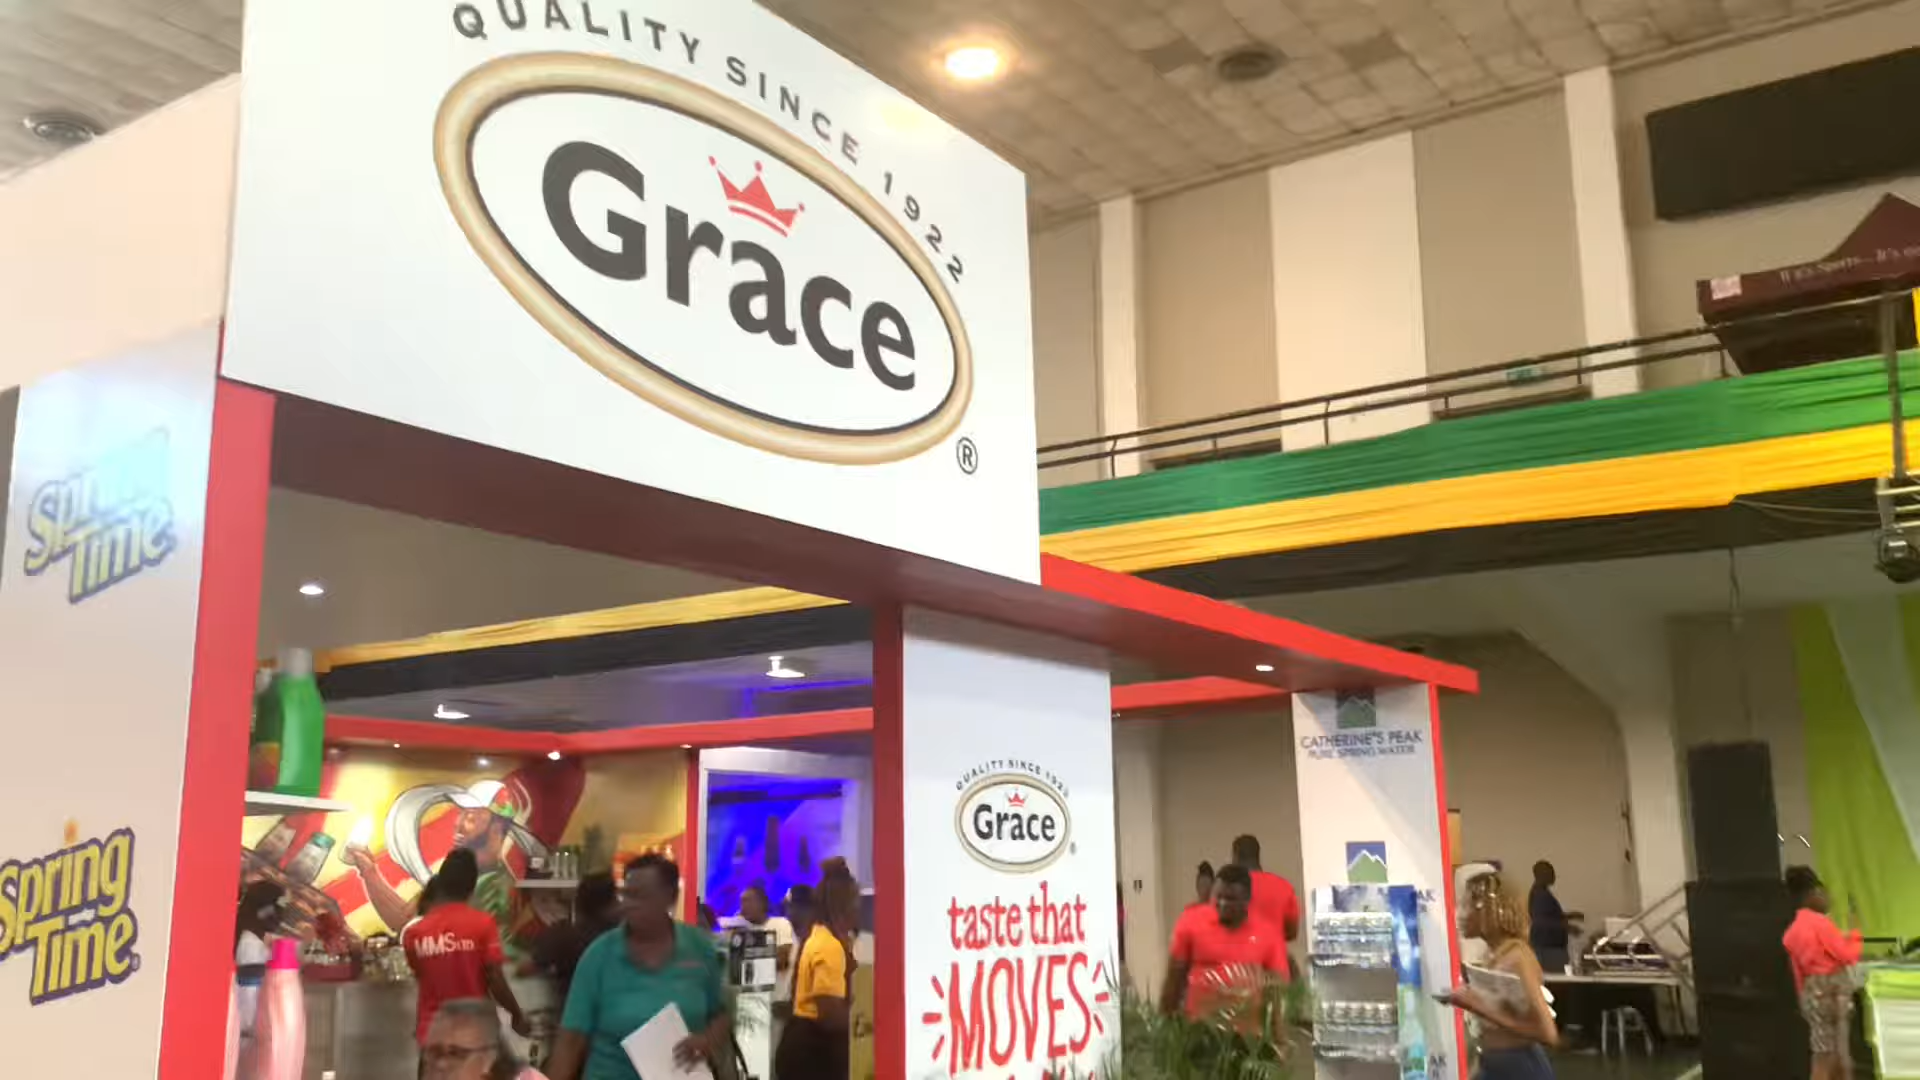 QUALITY SINCE 1922
Grace
®
Spring
Time
Spring
Time
MMS LTD
QUALITY SINCE 1922
Grace
taste that
MOVES
CATHERINE'S PEAK
PURE SPRING WATER